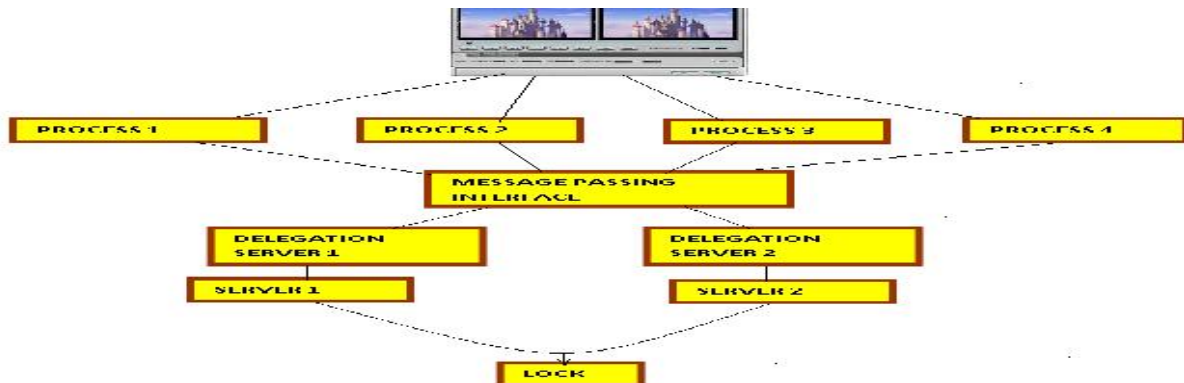 PROCESS 1
PROCESS 2
PROCESS 3
PROCESS 4
MESSAGE PASSING
INTERFACE
DELEGATION
SERVER 1
DELEGATION
SERVER 2
SERVER 1
SERVER 2
LOCK